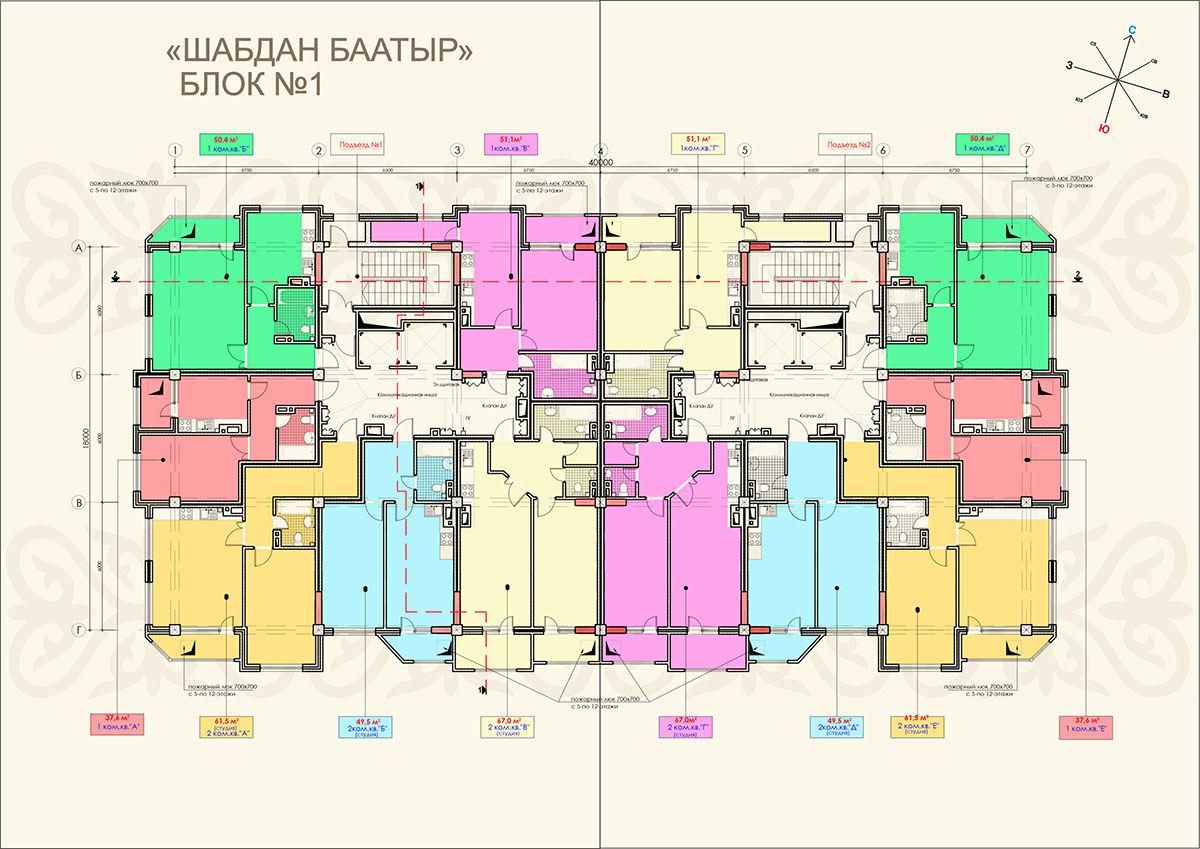 «ШАБДАН БААТЫР»
БЛОК №1
С
СЗ
СВ
З
В
ЮЗ
ЮВ
Ю
50,4 м²
1 ком.кв."Б"
Подъезд №1
51,1м²
1ком.кв."В"
51,1 м²
1ком.кв."Г"
Подъезд №2
50,4 м²
1 ком.кв."Д"
1
2
3
4
5
6
7
40000
6750
6500
6750
6750
6500
6750
пожарный люк 700х700
с 5-по 12 этажи
1
пожарный люк 700х700
с 5-по 12 этажи
пожарный люк 700х700
с 5-по 12 этажи
А
2
2
6000
Б
Эл.щитовая
Эл.щитовая
Коммуникационная ниша
Коммуникационная ниша
Клапан ДУ
Клапан ДУ
ПГ
Клапан ДУ
ПГ
Клапан ДУ
18000
6000
В
6000
Г
пожарный люк 700х700
с 5-по 12 этажи
1
пожарный люк 700х700
с 5-по 12 этажи
пожарный люк 700х700
с 5-по 12 этажи
37,6 м²
1 ком.кв."А"
61,5 м²
(студия)
2 ком.кв."А"
49,5 м²
2ком.кв."Б"
(студия)
67,0 м²
2 ком.кв."В"
(студия)
67,0м²
2 ком.кв."Г"
(студия)
49,5 м²
2ком.кв."Д"
(студия)
61,5 м²
2 ком.кв."Е"
(студия)
37,6 м²
1 ком.кв."Е"